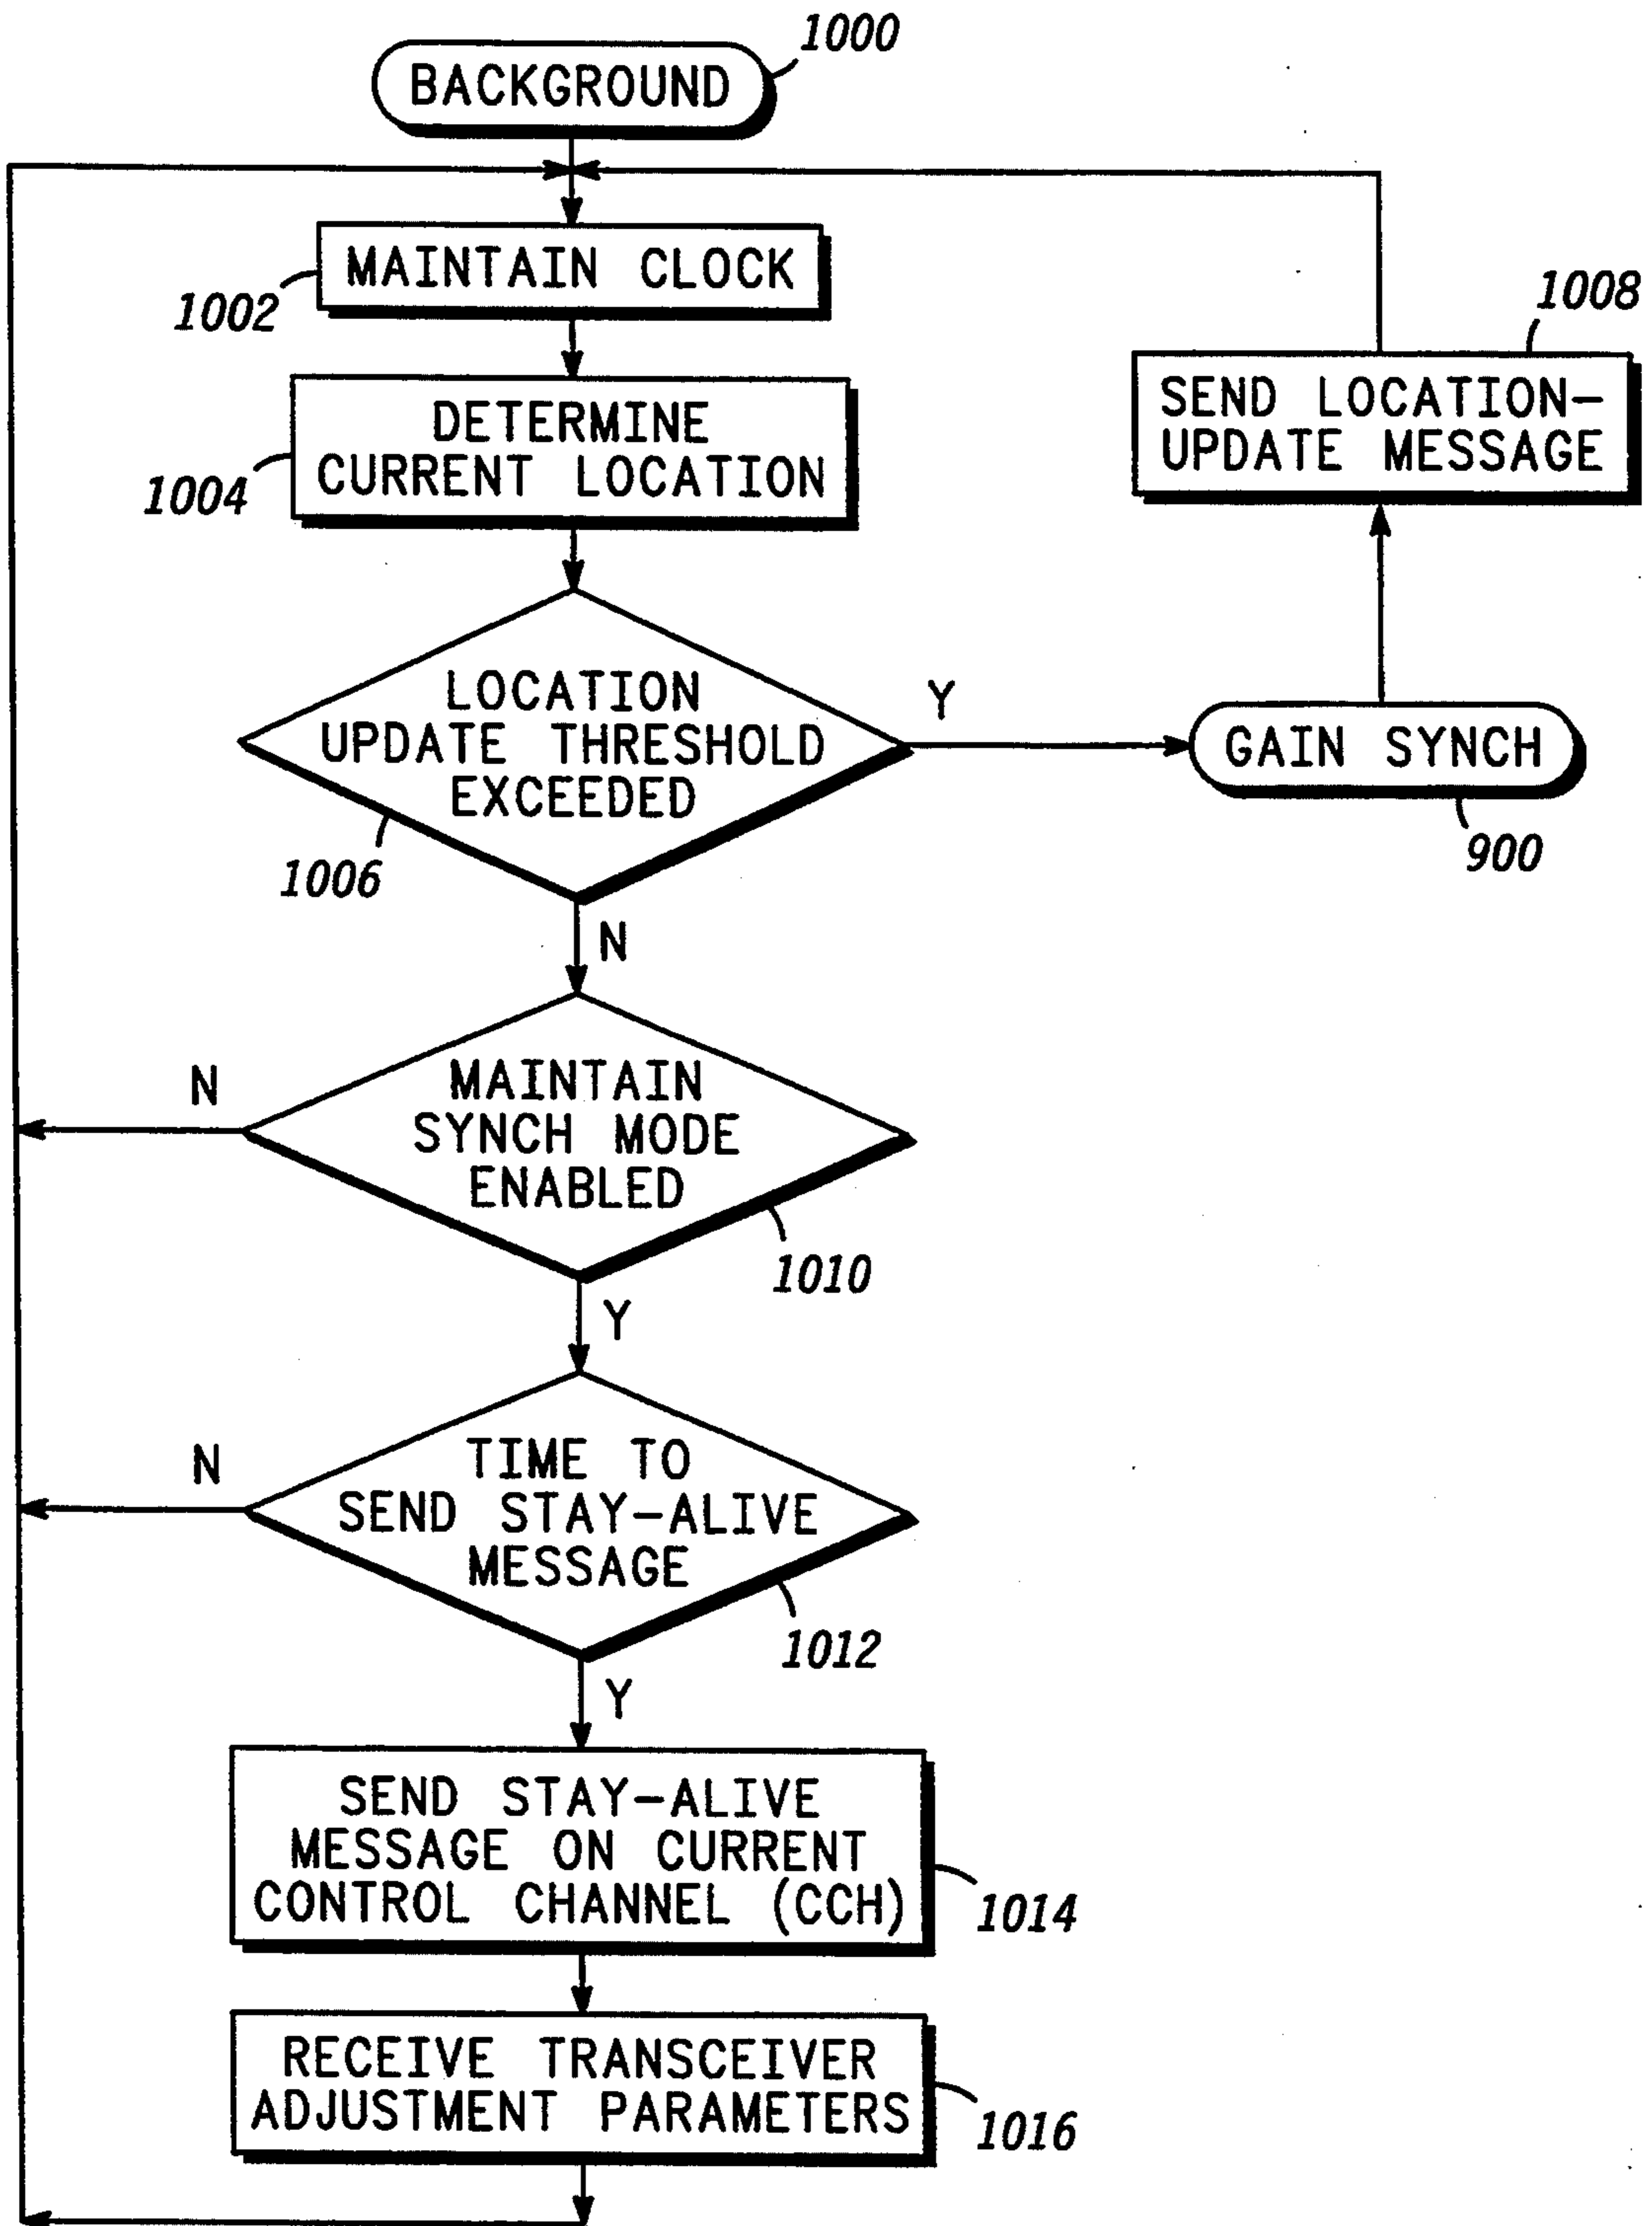 1000
BACKGROUND
MAINTAIN CLOCK
1002
1008
SEND LOCATION-
UPDATE MESSAGE
DETERMINE
CURRENT LOCATION
1004
LOCATION
UPDATE THRESHOLD
EXCEEDED
Y
1006
GAIN SYNCH
900
N
MAINTAIN
SYNCH MODE
ENABLED
N
1010
Y
TIME TO
SEND STAY-ALIVE
MESSAGE
N
1012
Y
SEND STAY-ALIVE
MESSAGE ON CURRENT
CONTROL CHANNEL (CCH)
1014
RECEIVE TRANSCEIVER
ADJUSTMENT PARAMETERS
1016